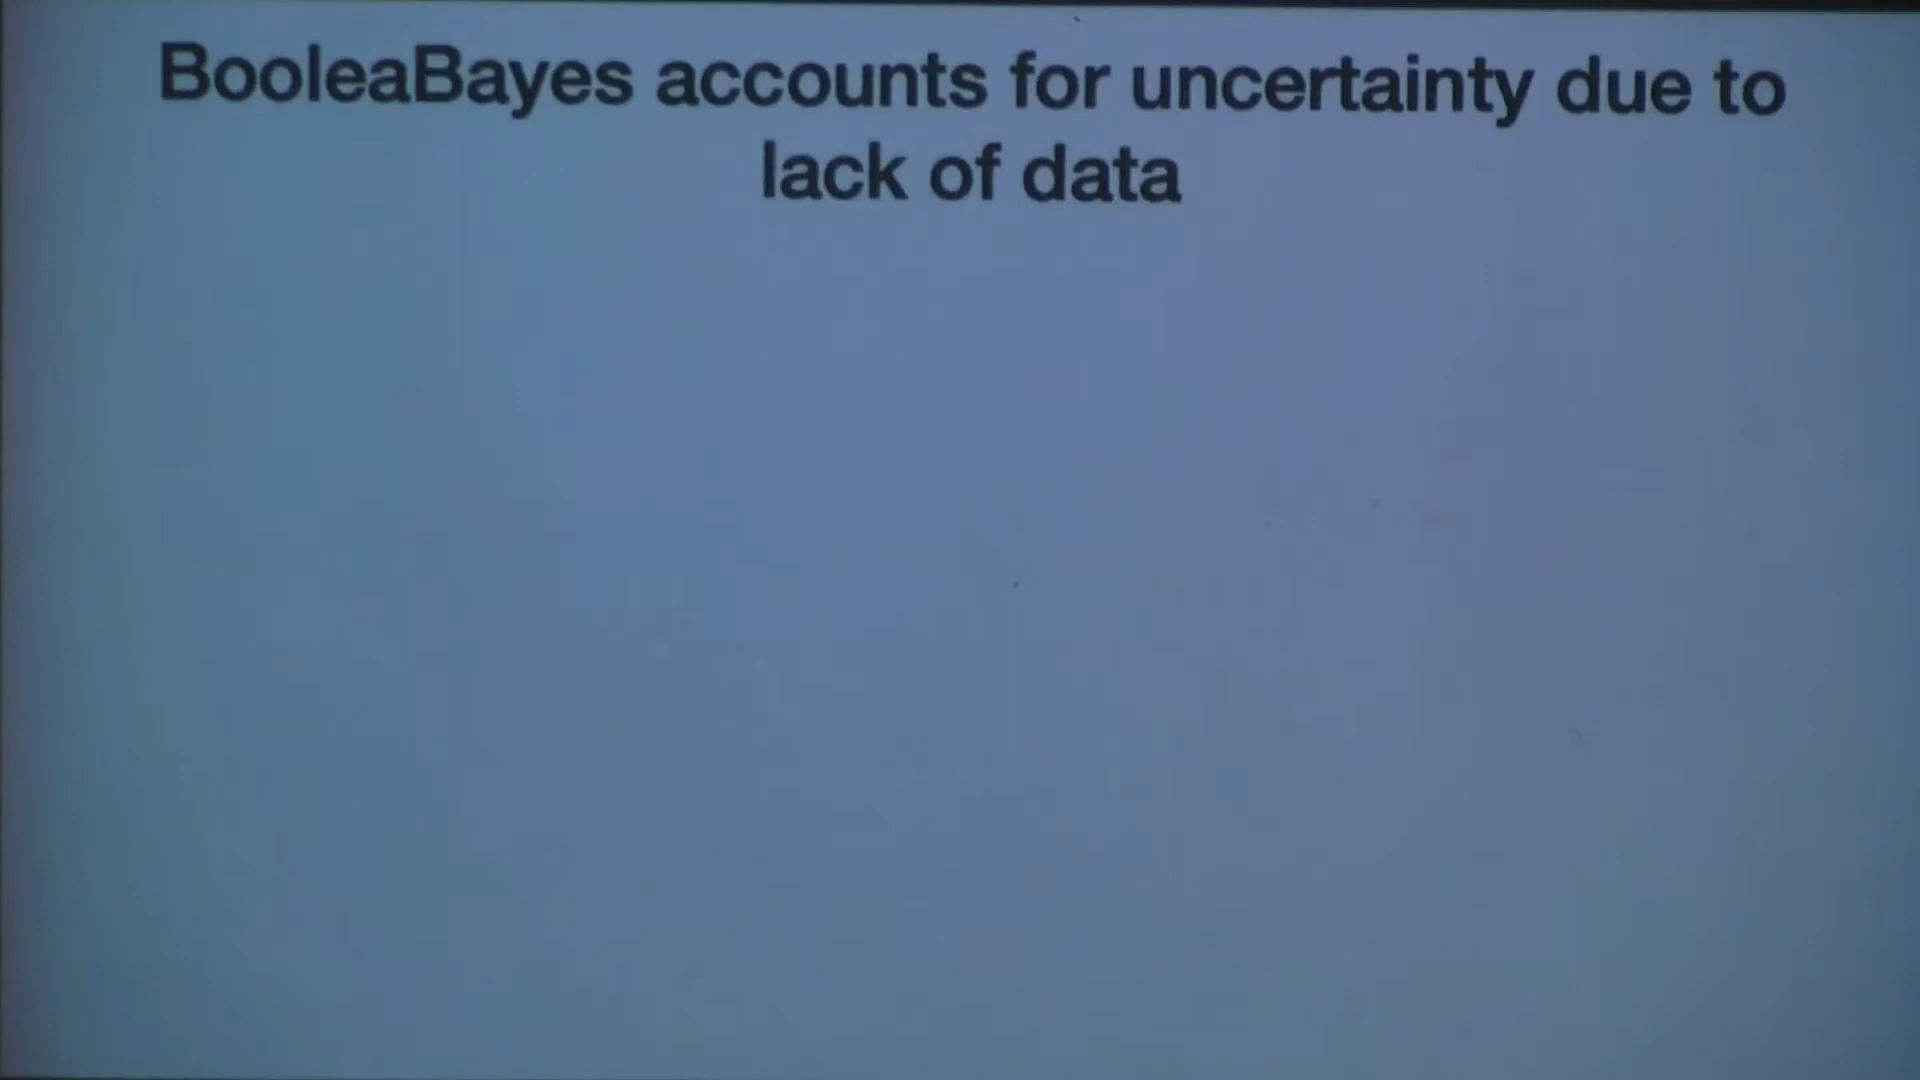 BooleaBayes accounts for uncertainty due to
lack of data